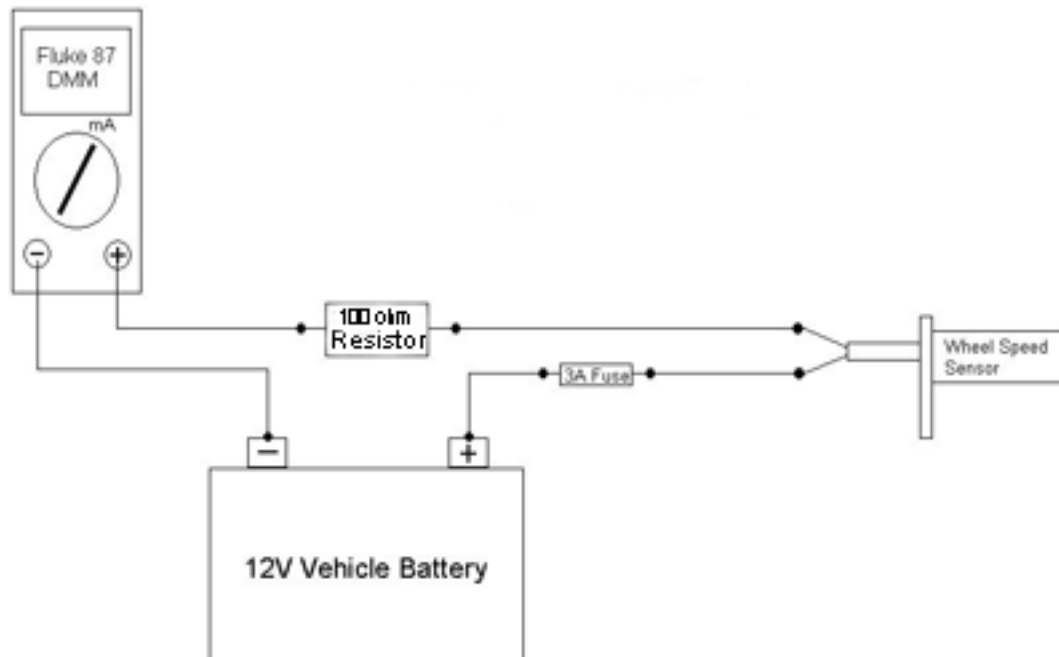 Fluke 87
DMM
mA
−
+
100 ohm
Resistor
3A Fuse
Wheel Speed
Sensor
−
+
12V Vehicle Battery